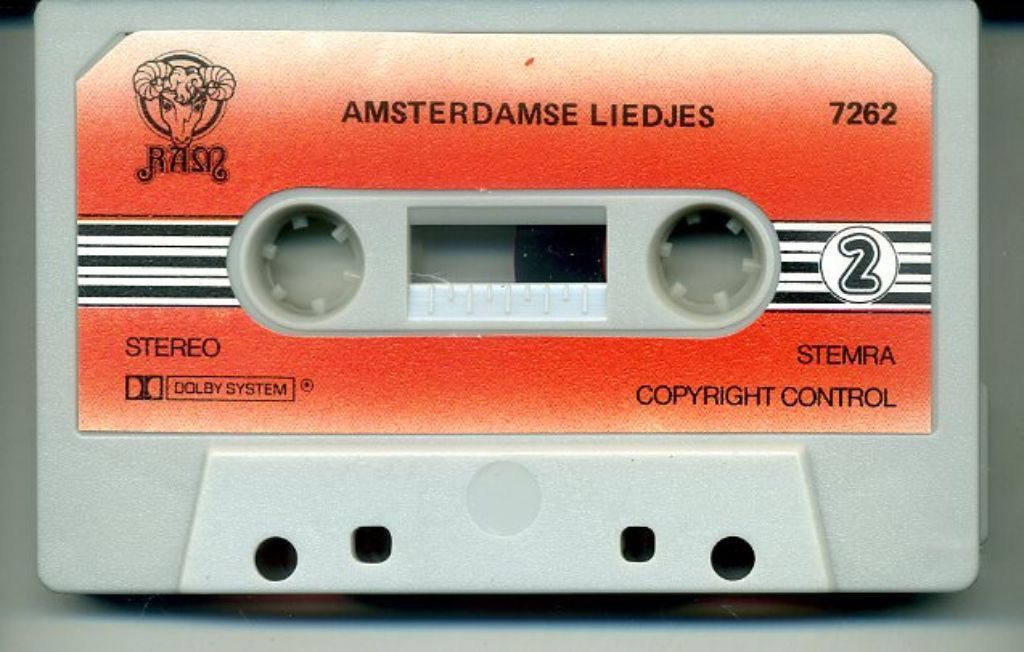 RAM
AMSTERDAMSE LIEDJES
7262
2
STEREO
DOLBY SYSTEM ®
STEMRA
COPYRIGHT CONTROL